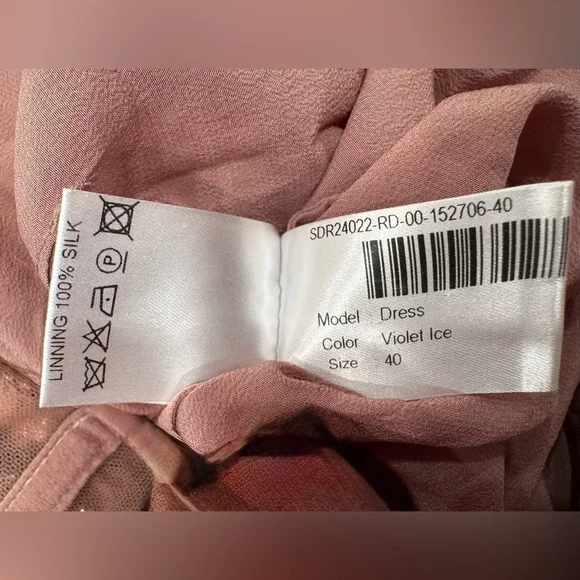 LINNING 100% SILK
P
SDR24022-RD-00-152706-40
Model : Dress
Color : Violet Ice
Size : 40